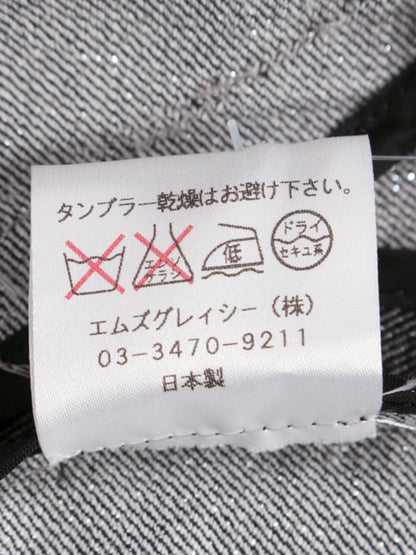 タンブラー乾燥はお避け下さい。
エンソ
サラシ
低
ドライ
セキユ系
エムズグレイシー（株）
03-3470-9211
日本製